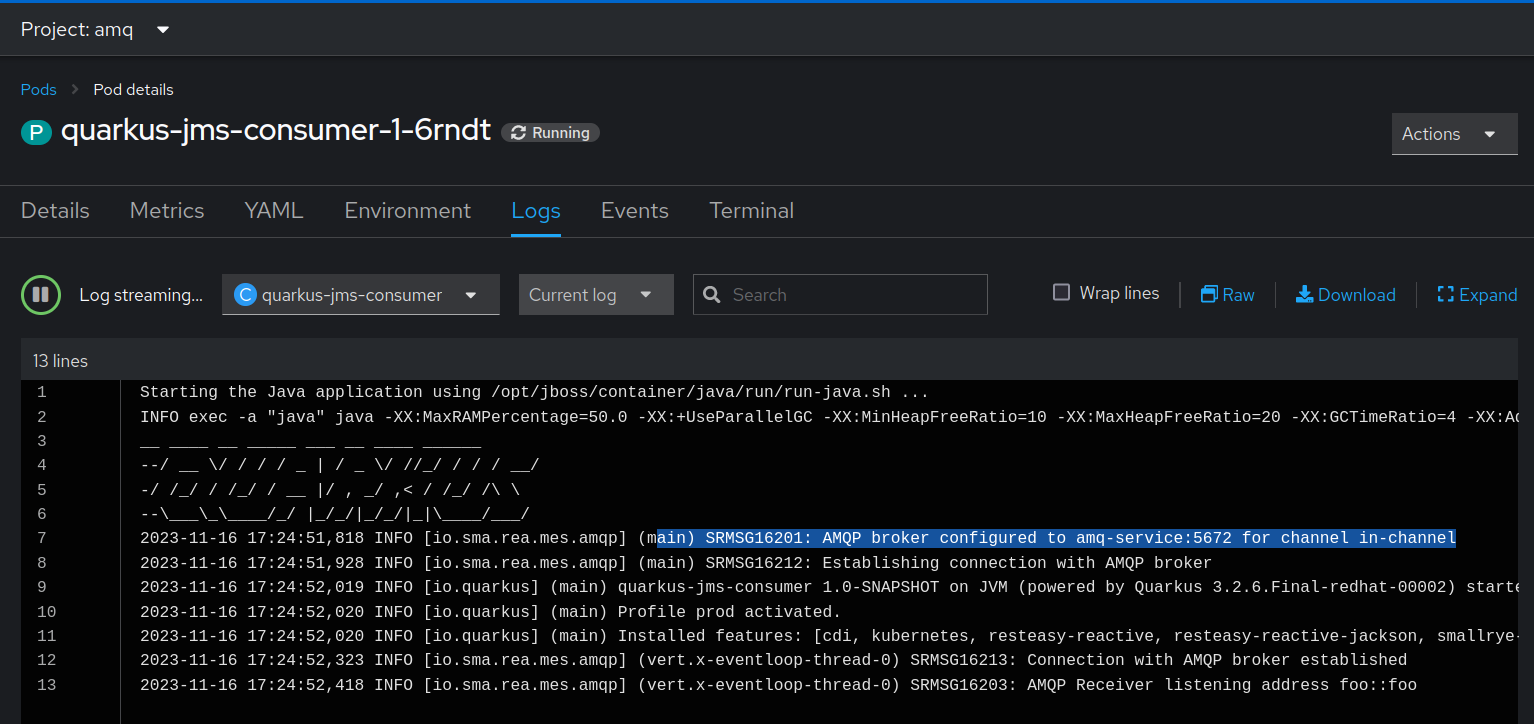 Project: amq
Pods > Pod details
P quarkus-jms-consumer-1-6rndt Running
Actions
Details Metrics YAML Environment Logs Events Terminal
Log streaming... C quarkus-jms-consumer Current log Search Wrap lines Raw Download Expand
13 lines
1 Starting the Java application using /opt/jboss/container/java/run/run-java.sh ...
2 INFO exec -a "java" java -XX:MaxRAMPercentage=50.0 -XX:+UseParallelGC -XX:MinHeapFreeRatio=10 -XX:MaxHeapFreeRatio=20 -XX:GCTimeRatio=4
3 __ ____ __ _____ ___ __ ____ ______
4 --/ __ \/ / / / _ | / _ \/ //_/ / / / __/
5 -/ /_/ / /_/ / __ |/ , _/ ,< / /_/ /\ \
6 --\___\_\____/_/ |_/_/|_/_/|_|\____/___/
7 2023-11-16 17:24:51,818 INFO [io.sma.rea.mes.amqp] (main) SRMSG16201: AMQP broker configured to amq-service:5672 for channel in-channel
8 2023-11-16 17:24:51,928 INFO [io.sma.rea.mes.amqp] (main) SRMSG16212: Establishing connection with AMQP broker
9 2023-11-16 17:24:52,019 INFO [io.quarkus] (main) quarkus-jms-consumer 1.0-SNAPSHOT on JVM (powered by Quarkus 3.2.6.Final-redhat-00002) starte
10 2023-11-16 17:24:52,020 INFO [io.quarkus] (main) Profile prod activated.
11 2023-11-16 17:24:52,020 INFO [io.quarkus] (main) Installed features: [cdi, kubernetes, resteasy-reactive, resteasy-reactive-jackson, smallrye-
12 2023-11-16 17:24:52,323 INFO [io.sma.rea.mes.amqp] (vert.x-eventloop-thread-0) SRMSG16213: Connection with AMQP broker established
13 2023-11-16 17:24:52,418 INFO [io.sma.rea.mes.amqp] (vert.x-eventloop-thread-0) SRMSG16203: AMQP Receiver listening address foo::foo